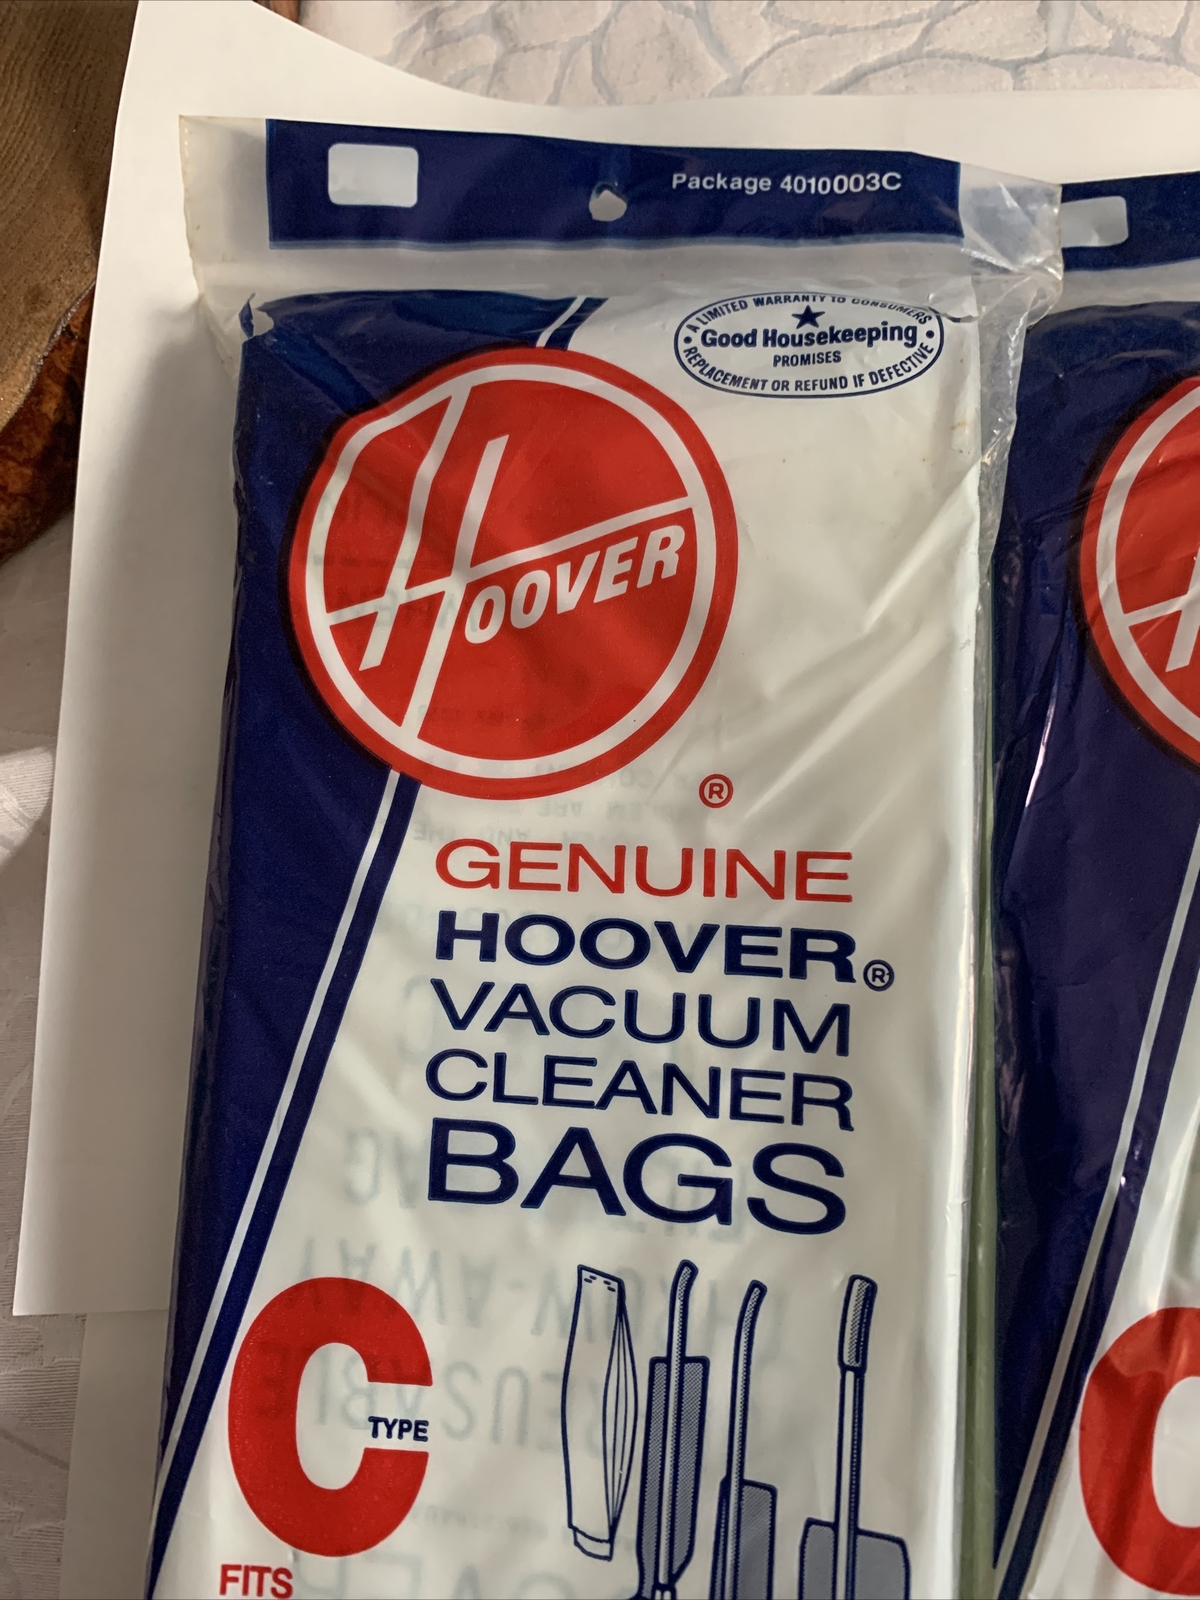 Package 4010003C
A LIMITED WARRANTY TO CONSUMERS
Good Housekeeping
PROMISES
REPLACEMENT OR REFUND IF DEFECTIVE
HOOVER
®
GENUINE
HOOVER®
VACUUM
CLEANER
BAGS
C
TYPE
FITS